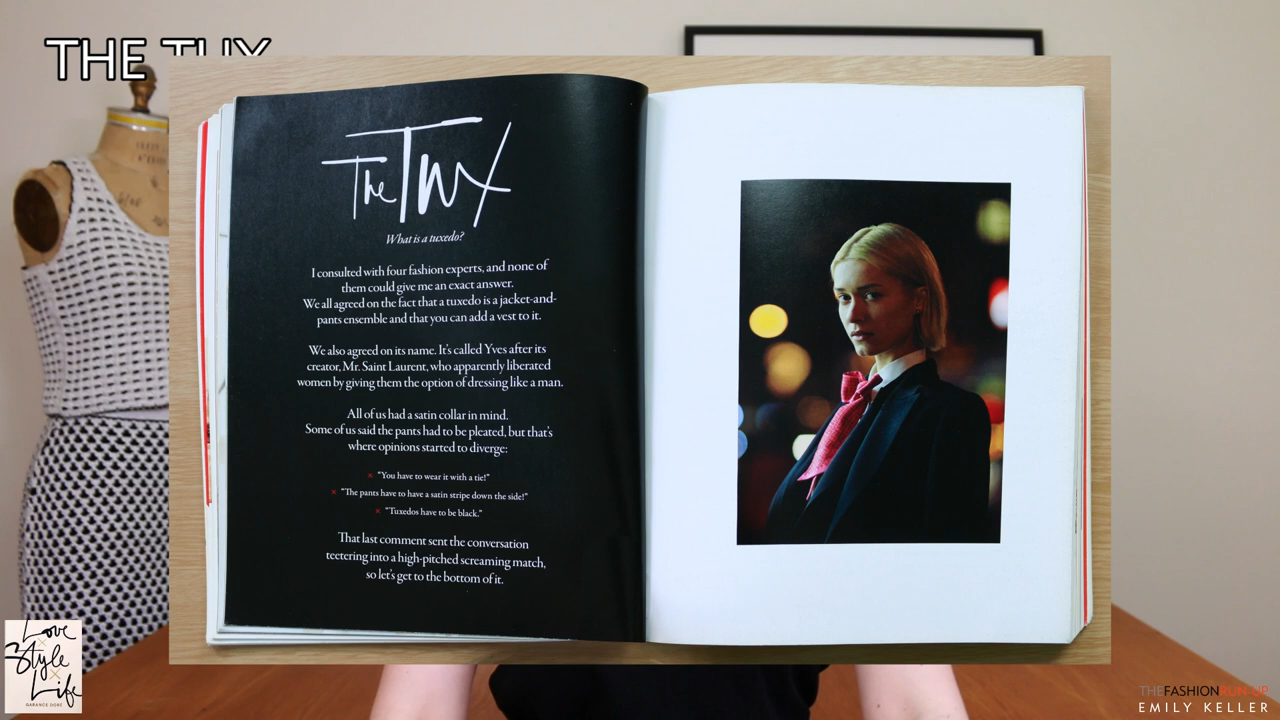 THE TUX
The Tux
What is a tuxedo?
I consulted with four fashion experts, and none of
them could give me an exact answer.
We all agreed on the fact that a tuxedo is a jacket-and-
pants ensemble and that you can add a vest to it.
We also agreed on its name. It's called Yves after its
creator, Mr. Saint Laurent, who apparently liberated
women by giving them the option of dressing like a man.
All of us had a satin collar in mind.
Some of us said the pants had to be pleated, but that's
where opinions started to diverge:
× "You have to wear it with a tie!"
× "The pants have to have a satin stripe down the side!"
× "Tuxedos have to be black."
That last comment sent the conversation
teetering into a high-pitched screaming match,
so let's get to the bottom of it.
Love
×
Style
×
Life
GARANCE DORÉ
THEFASHIONRUN-UP
EMILY KELLER